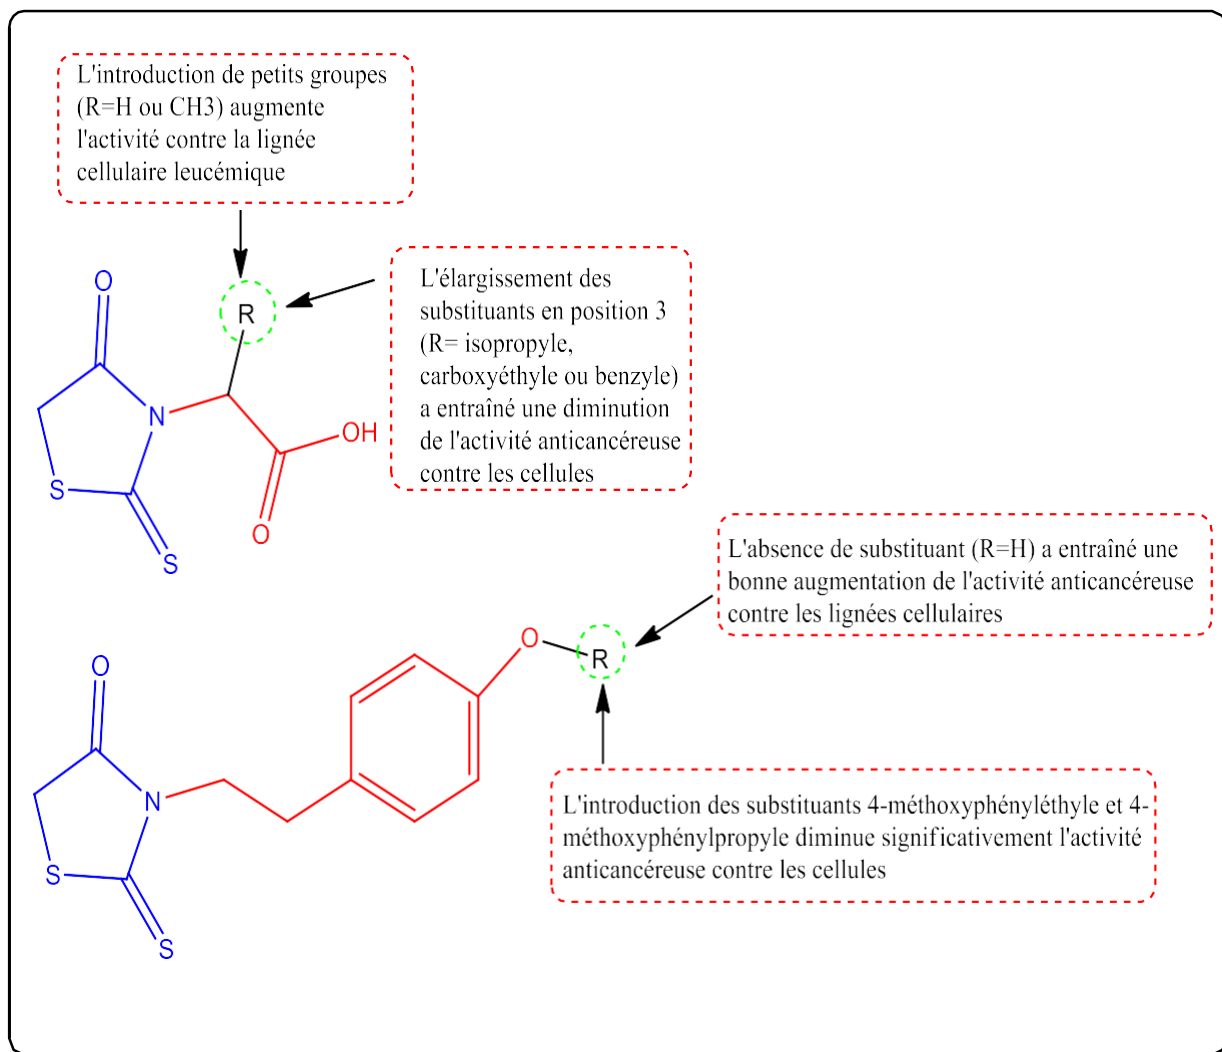 L'introduction de petits groupes
(R=H ou CH3) augmente
l'activité contre la lignée
cellulaire leucémique
L'élargissement des
substituants en position 3
(R= isopropyle,
carboxyéthyle ou benzyle)
a entraîné une diminution
de l'activité anticancéreuse
contre les cellules
O
R
N
OH
S
O
S
L'absence de substituant (R=H) a entraîné une
bonne augmentation de l'activité anticancéreuse
contre les lignées cellulaires
O
R
O
N
S
S
L'introduction des substituants 4-méthoxyphényléthyle et 4-
méthoxyphénylpropyle diminue significativement l'activité
anticancéreuse contre les cellules